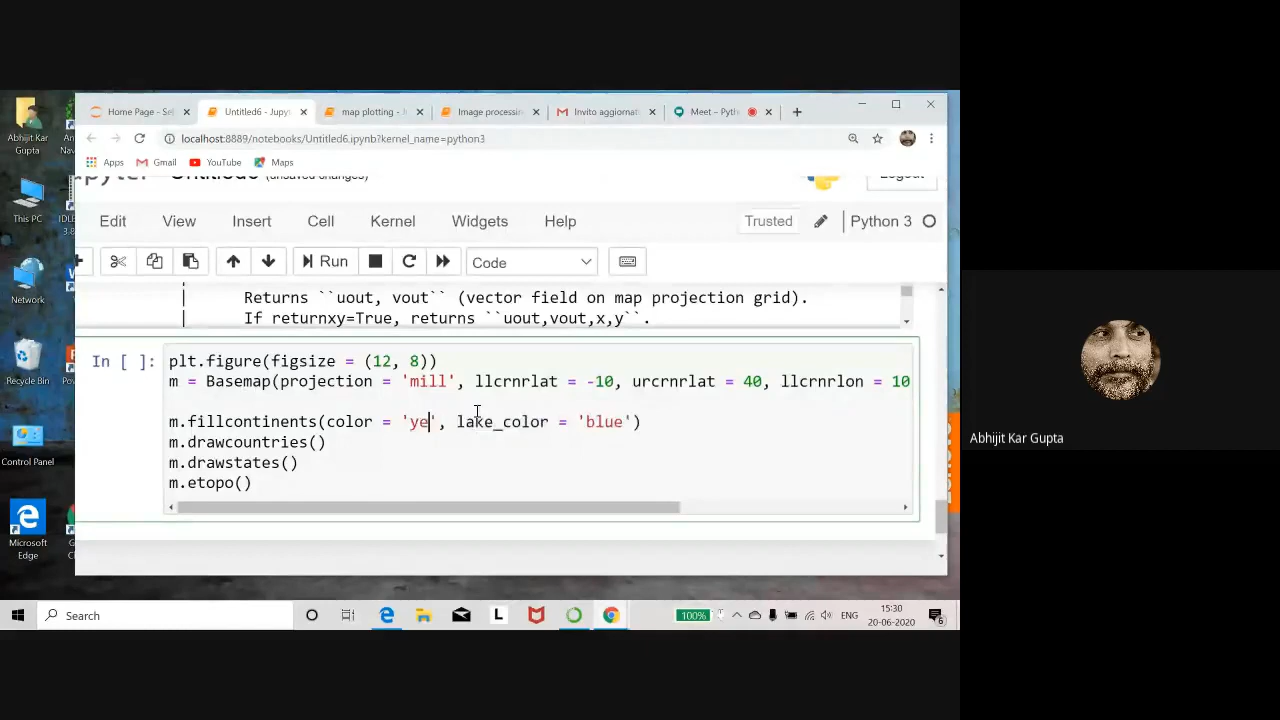 Home Page - Sel
Untitled6 - Jupyt
map plotting - J
Image processin
Invito aggiornat
Meet – Pyth
localhost:8889/notebooks/Untitled6.ipynb?kernel_name=python3
Apps
Gmail
YouTube
Maps
(unsaved changes)
Logout
Edit
View
Insert
Cell
Kernel
Widgets
Help
Trusted
Python 3
Run
Code
| Returns ``uout, vout`` (vector field on map projection grid).
| If returnxy=True, returns ``uout,vout,x,y``.
In [ ]:
plt.figure(figsize = (12, 8))
m = Basemap(projection = 'mill', llcrnrlat = -10, urcrnrlat = 40, llcrnrlon = 10
m.fillcontinents(color = 'ye', lake_color = 'blue')
m.drawcountries()
m.drawstates()
m.etopo()
Abhijit Kar
Gupta
This PC
Network
Recycle Bin
Control Panel
Microsoft
Edge
Search
100%
ENG
15:30
20-06-2020
6
Abhijit Kar Gupta